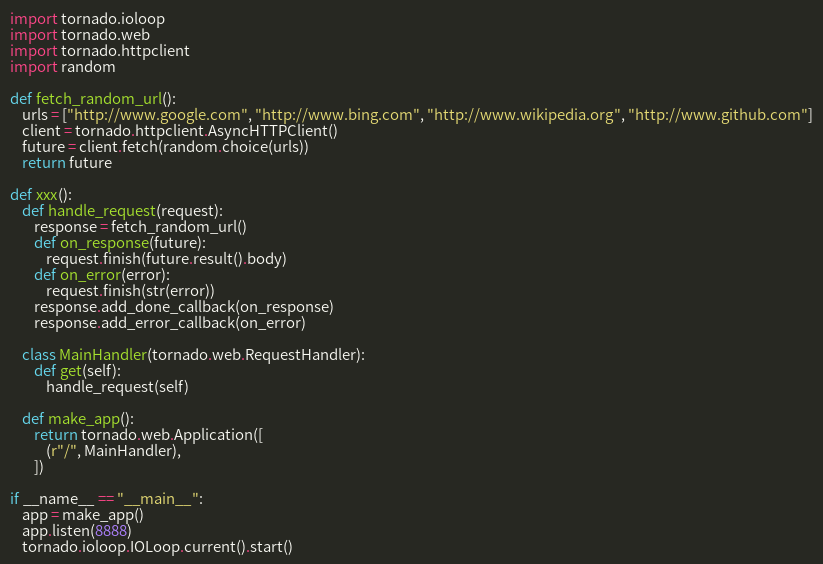 import tornado.ioloop
import tornado.web
import tornado.httpclient
import random

def fetch_random_url():
    urls = ["http://www.google.com", "http://www.bing.com", "http://www.wikipedia.org", "http://www.github.com"]
    client = tornado.httpclient.AsyncHTTPClient()
    future = client.fetch(random.choice(urls))
    return future

def xxx():
    def handle_request(request):
        response = fetch_random_url()
        def on_response(future):
            request.finish(future.result().body)
        def on_error(error):
            request.finish(str(error))
        response.add_done_callback(on_response)
        response.add_error_callback(on_error)

    class MainHandler(tornado.web.RequestHandler):
        def get(self):
            handle_request(self)

    def make_app():
        return tornado.web.Application([
            (r"/", MainHandler),
        ])

if __name__ == "__main__":
    app = make_app()
    app.listen(8888)
    tornado.ioloop.IOLoop.current().start()